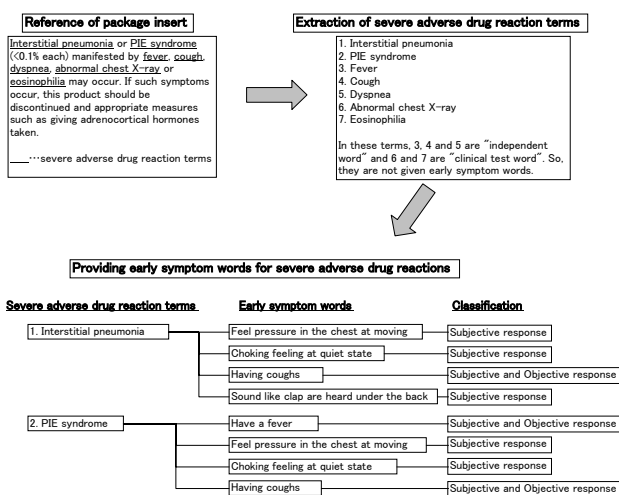 Reference of package insert
Interstitial pneumonia or PIE syndrome
(<0.1% each) manifested by fever, cough,
dyspnea, abnormal chest X-ray or
eosinophilia may occur. If such symptoms
occur, this product should be
discontinued and appropriate measures
such as giving adrenocortical hormones
taken.
___…severe adverse drug reaction terms
Extraction of severe adverse drug reaction terms
1. Interstitial pneumonia
2. PIE syndrome
3. Fever
4. Cough
5. Dyspnea
6. Abnormal chest X-ray
7. Eosinophilia
In these terms, 3, 4 and 5 are "independent
word" and 6 and 7 are "clinical test word". So,
they are not given early symptom words.
Providing early symptom words for severe adverse drug reactions
Severe adverse drug reaction terms Early symptom words Classification
1. Interstitial pneumonia Feel pressure in the chest at moving Subjective response
Choking feeling at quiet state Subjective response
Having coughs Subjective and Objective response
Sound like clap are heard under the back Subjective response
2. PIE syndrome Have a fever Subjective and Objective response
Feel pressure in the chest at moving Subjective response
Choking feeling at quiet state Subjective response
Having coughs Subjective and Objective response